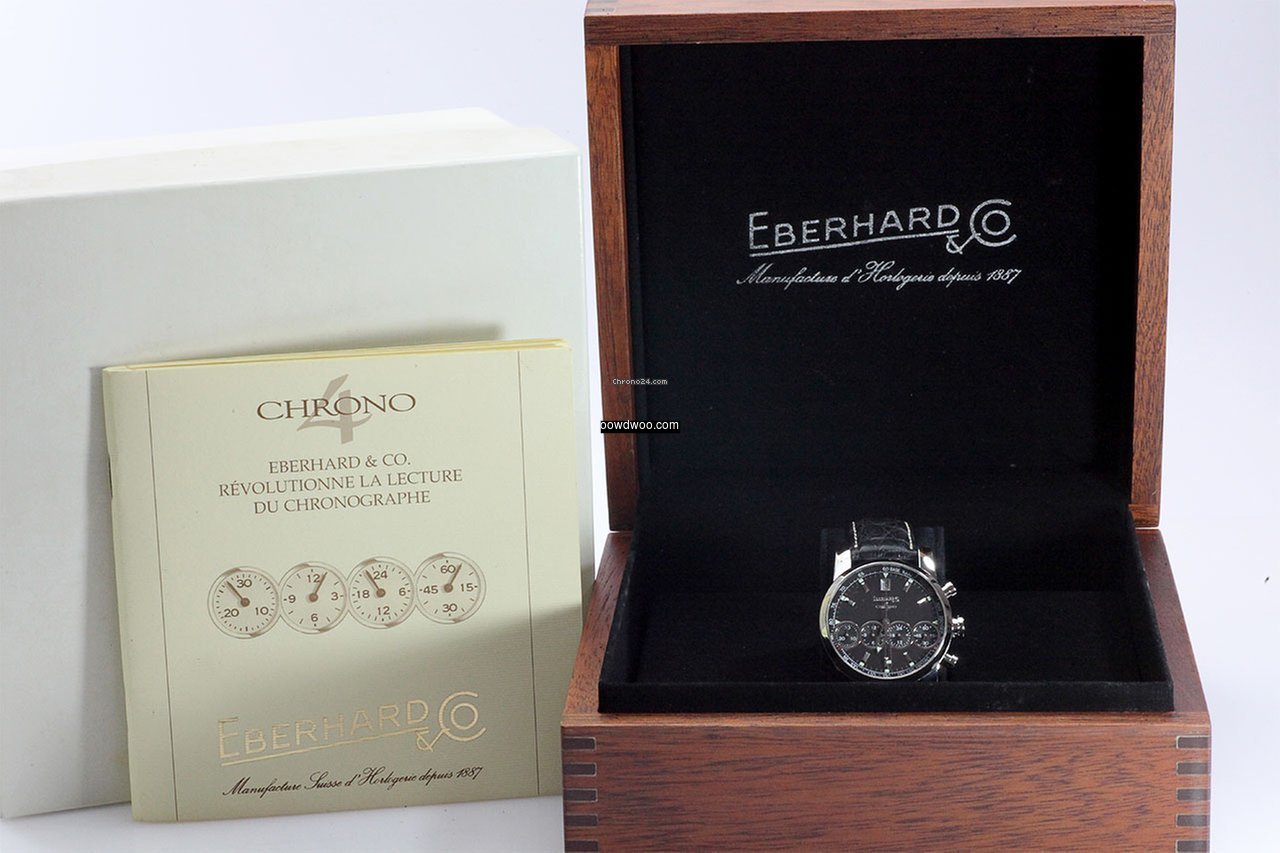 CHRONO
4
EBERHARD & CO.
RÉVOLUTIONNE LA LECTURE
DU CHRONOGRAPHE
30
20 10
12
9 3
6
24
18 6
12
60
45 15
30
EBERHARD & CO
Manufacture Suisse d'Horlogerie depuis 1887
EBERHARD & CO
Manufacture d'Horlogerie depuis 1887
Chrono24.com
powdwoo.com